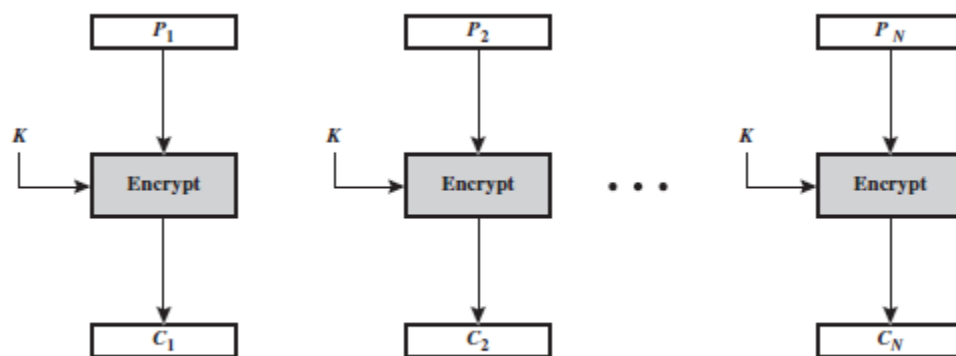 P1 P2 PN
K K K
Encrypt Encrypt • • • Encrypt
C1 C2 CN